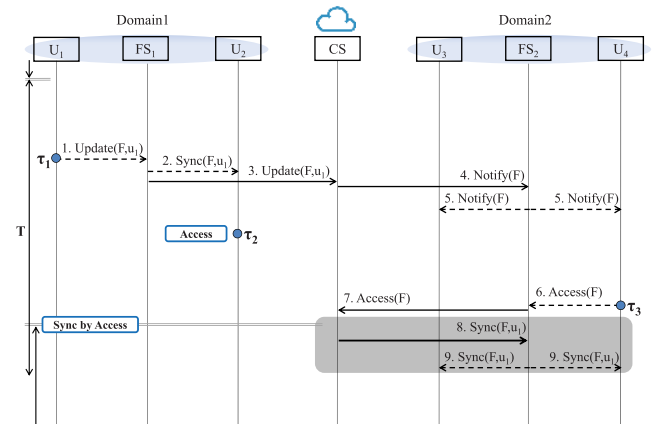 Domain1
Domain2
U1
FS1
U2
CS
U3
FS2
U4
1. Update(F,u1)
τ1
2. Sync(F,u1)
3. Update(F,u1)
4. Notify(F)
5. Notify(F)
5. Notify(F)
T
Access
τ2
6. Access(F)
7. Access(F)
τ3
Sync by Access
8. Sync(F,u1)
9. Sync(F,u1)
9. Sync(F,u1)